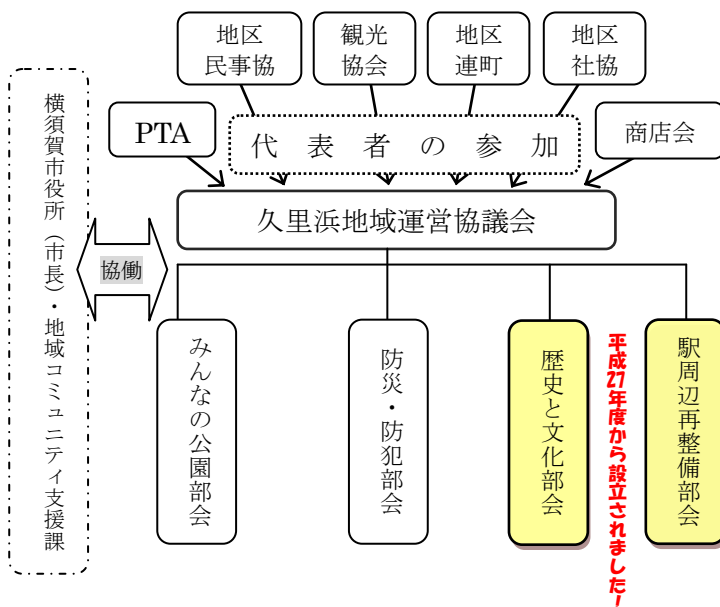 地区
民事協
観光
協会
地区
連町
地区
社協
PTA
代表者の参加
商店会
久里浜地域運営協議会
横須賀市役所（市長）・地域コミュニティ支援課
協働
みんなの公園部会
防災・防犯部会
歴史と文化部会
平成27年度から設立されました!
駅周辺再整備部会